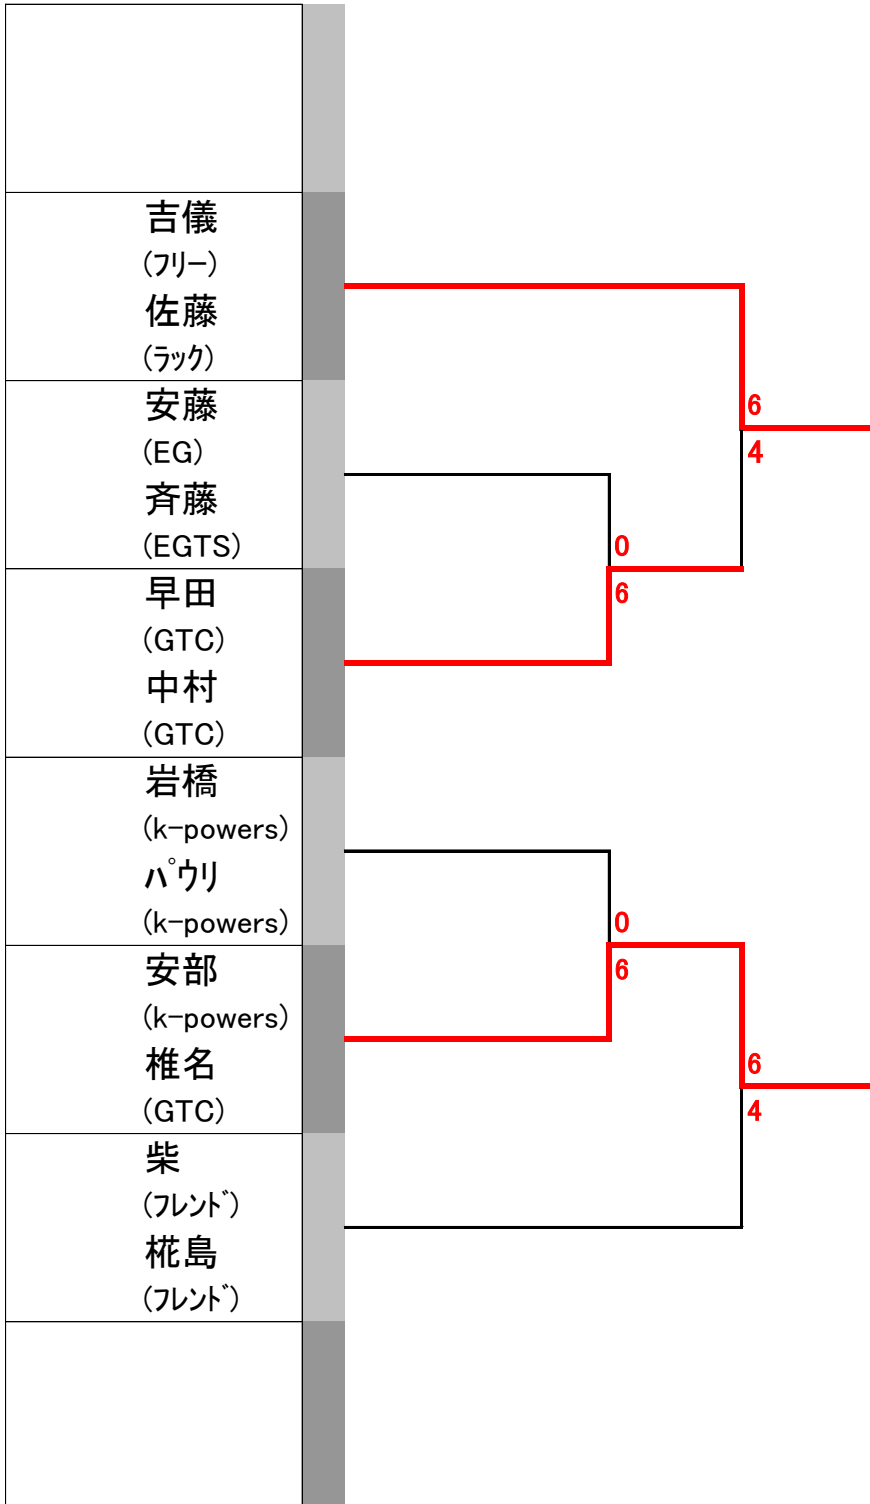 吉儀
(ﾌﾘｰ)
佐藤
(ﾗｯｸ)
6
安藤
(EG)
4
斉藤
(EGTS)
0
早田
6
(GTC)
中村
(GTC)
岩橋
(k-powers)
ﾊﾟｳﾘ
(k-powers)
0
安部
6
(k-powers)
椎名
6
(GTC)
4
柴
(ﾌﾚﾝﾄﾞ)
椛島
(ﾌﾚﾝﾄﾞ)